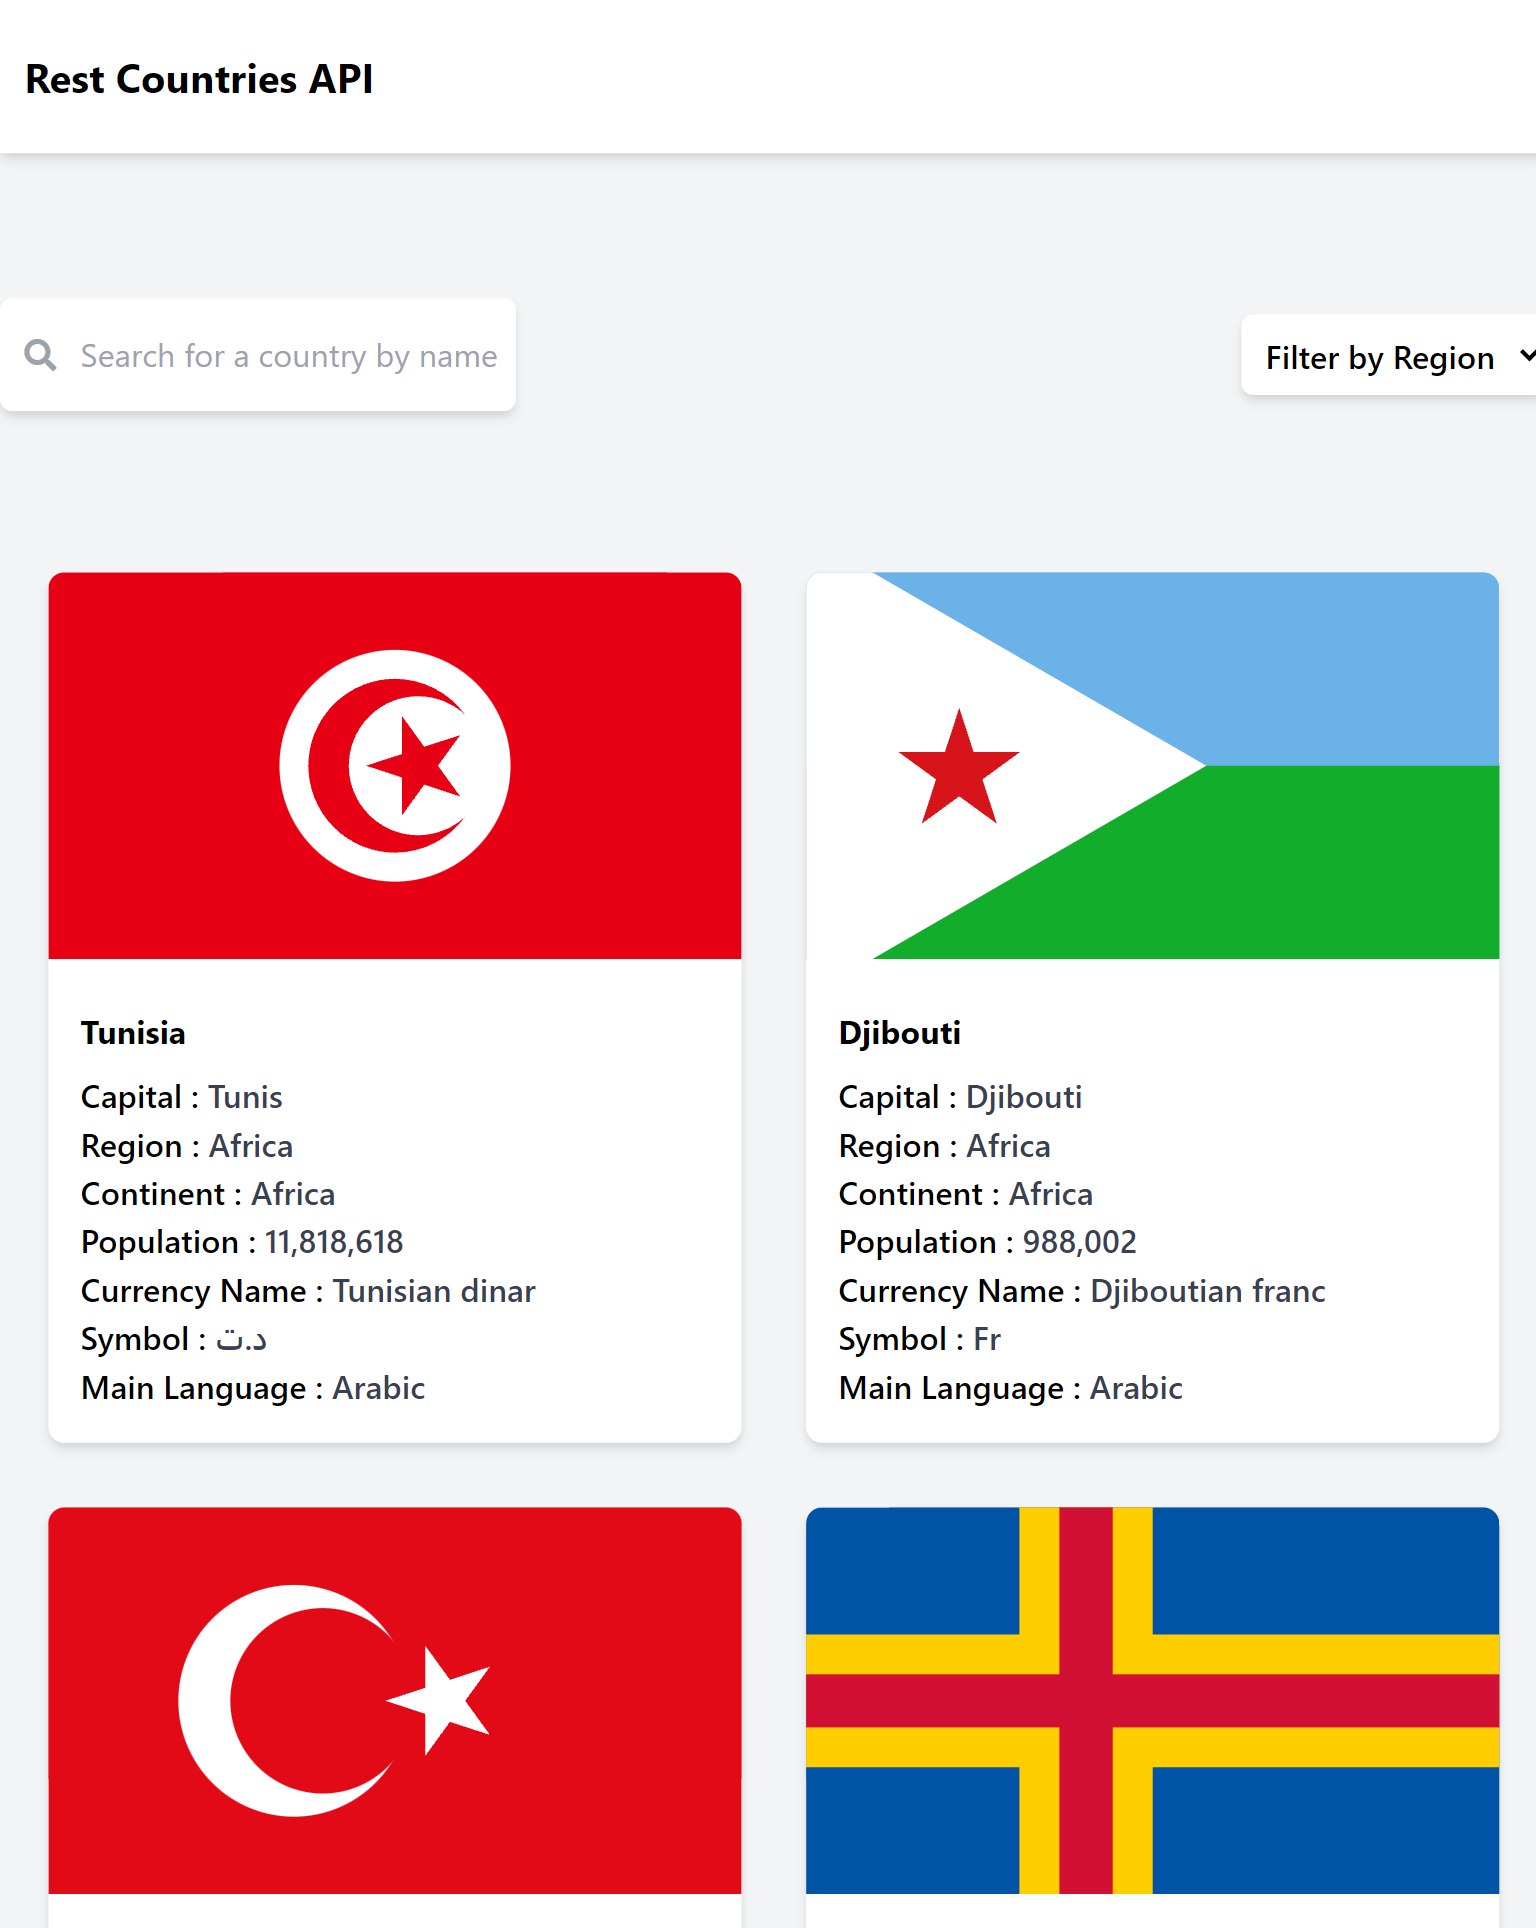 Rest Countries API
Search for a country by name
Filter by Region
Tunisia
Capital : Tunis
Region : Africa
Continent : Africa
Population : 11,818,618
Currency Name : Tunisian dinar
Symbol : د.ت
Main Language : Arabic
Djibouti
Capital : Djibouti
Region : Africa
Continent : Africa
Population : 988,002
Currency Name : Djiboutian franc
Symbol : Fr
Main Language : Arabic